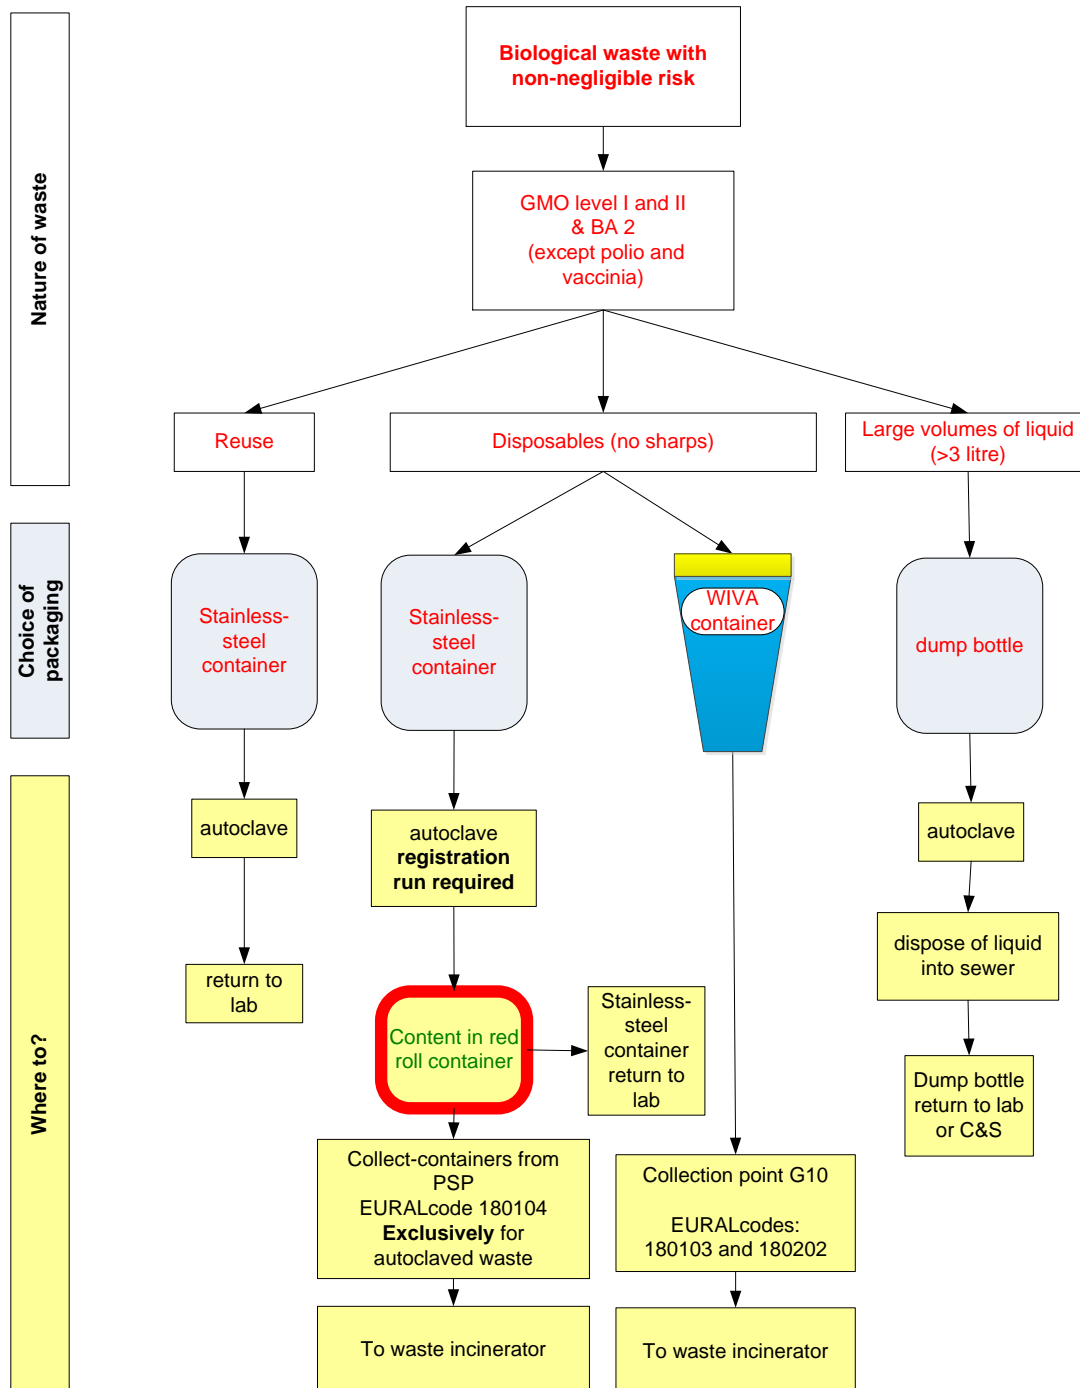 Biological waste with
non-negligible risk
GMO level I and II
& BA 2
(except polio and
vaccinia)
Nature of waste
Reuse
Disposables (no sharps)
Large volumes of liquid
(>3 litre)
Choice of
packaging
Stainless-
steel
container
Stainless-
steel
container
WIVA
container
dump bottle
Where to?
autoclave
autoclave
registration
run required
autoclave
return to
lab
dispose of liquid
into sewer
Content in red
roll container
Stainless-
steel
container
return to
lab
Dump bottle
return to lab
or C&S
Collect-containers from
PSP
EURALcode 180104
Exclusively for
autoclaved waste
Collection point G10
EURALcodes:
180103 and 180202
To waste incinerator
To waste incinerator